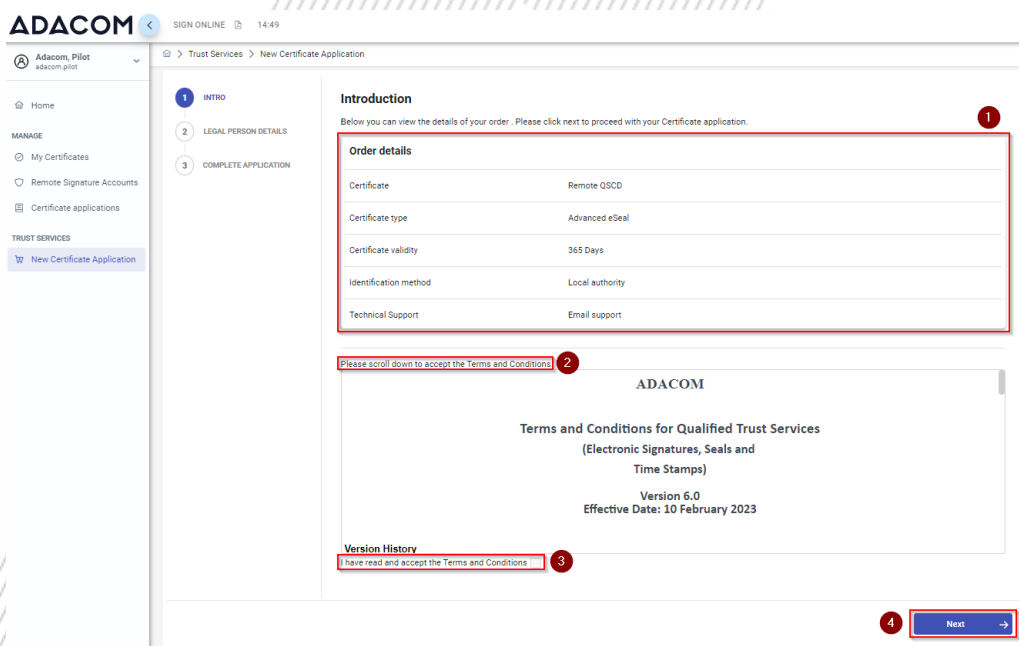 ADACOM
SIGN ONLINE 14:49
Adacom, Pilot
adacom.pilot
Home
MANAGE
My Certificates
Remote Signature Accounts
Certificate applications
TRUST SERVICES
New Certificate Application
Trust Services > New Certificate Application
1 INTRO
2 LEGAL PERSON DETAILS
3 COMPLETE APPLICATION
Introduction
Below you can view the details of your order . Please click next to proceed with your Certificate application.
1
Order details
Certificate Remote QSCD
Certificate type Advanced eSeal
Certificate validity 365 Days
Identification method Local authority
Technical Support Email support
Please scroll down to accept the Terms and Conditions 2
ADACOM
Terms and Conditions for Qualified Trust Services
(Electronic Signatures, Seals and
Time Stamps)
Version 6.0
Effective Date: 10 February 2023
Version History
I have read and accept the Terms and Conditions 3
4 Next